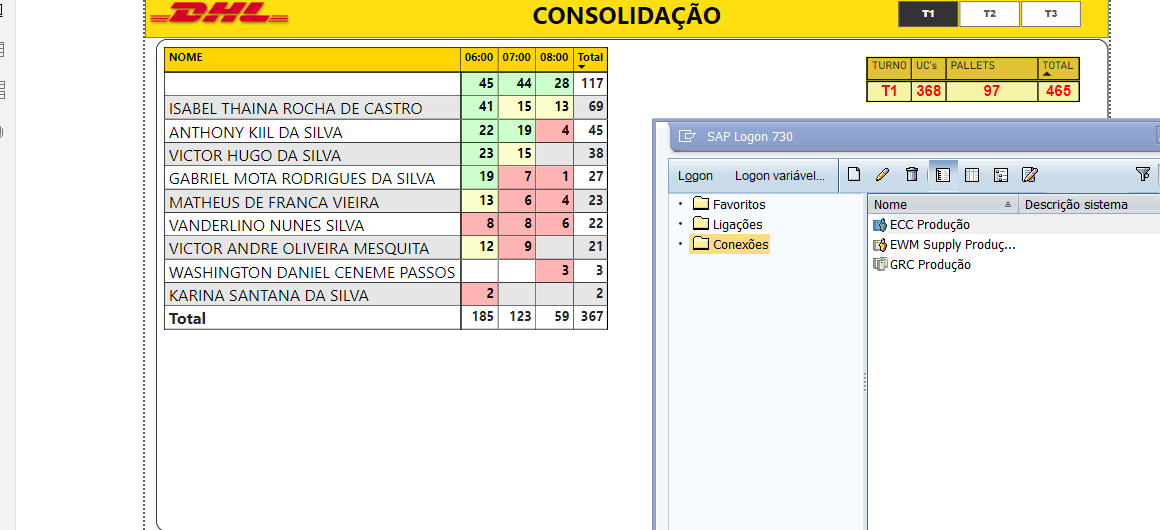 DHL
CONSOLIDAÇÃO
T1 T2 T3
NOME 06:00 07:00 08:00 Total
45 44 28 117
ISABEL THAINA ROCHA DE CASTRO 41 15 13 69
ANTHONY KIIL DA SILVA 22 19 4 45
VICTOR HUGO DA SILVA 23 15 38
GABRIEL MOTA RODRIGUES DA SILVA 19 7 1 27
MATHEUS DE FRANCA VIEIRA 13 6 4 23
VANDERLINO NUNES SILVA 8 8 6 22
VICTOR ANDRE OLIVEIRA MESQUITA 12 9 21
WASHINGTON DANIEL CENEME PASSOS 3 3
KARINA SANTANA DA SILVA 2 2
Total 185 123 59 367
TURNO UC's PALLETS TOTAL
T1 368 97 465
SAP Logon 730
Logon Logon variável...
Favoritos
Ligações
Conexões
Nome Descrição sistema
ECC Produção
EWM Supply Produç...
GRC Produção